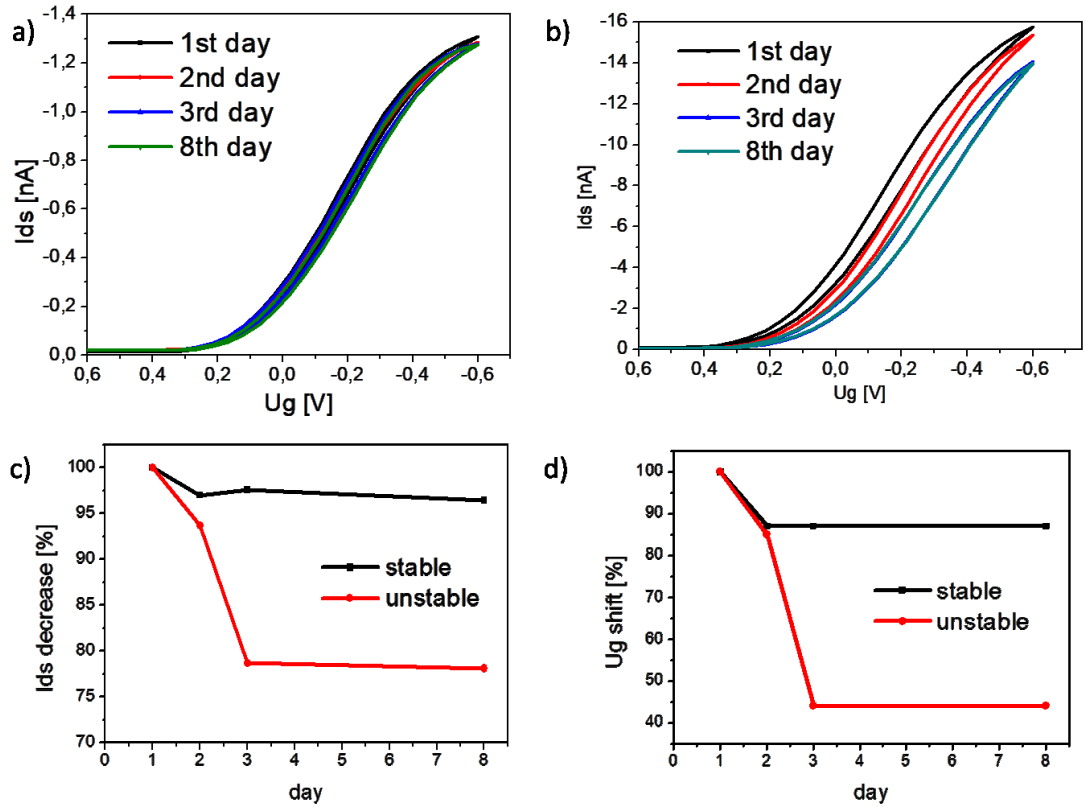 a)
-1,4
-1,2
-1,0
-0,8
-0,6
-0,4
-0,2
0,0
Ids [nA]
1st day
2nd day
3rd day
8th day
0,6 0,4 0,2 0,0 -0,2 -0,4 -0,6
Ug [V]
b)
-16
-14
-12
-10
-8
-6
-4
-2
0
Ids [nA]
1st day
2nd day
3rd day
8th day
0,6 0,4 0,2 0,0 -0,2 -0,4 -0,6
Ug [V]
c)
100
95
90
85
80
75
70
Ids decrease [%]
stable
unstable
0 1 2 3 4 5 6 7 8
day
d)
100
90
80
70
60
50
40
Ug shift [%]
stable
unstable
0 1 2 3 4 5 6 7 8
day